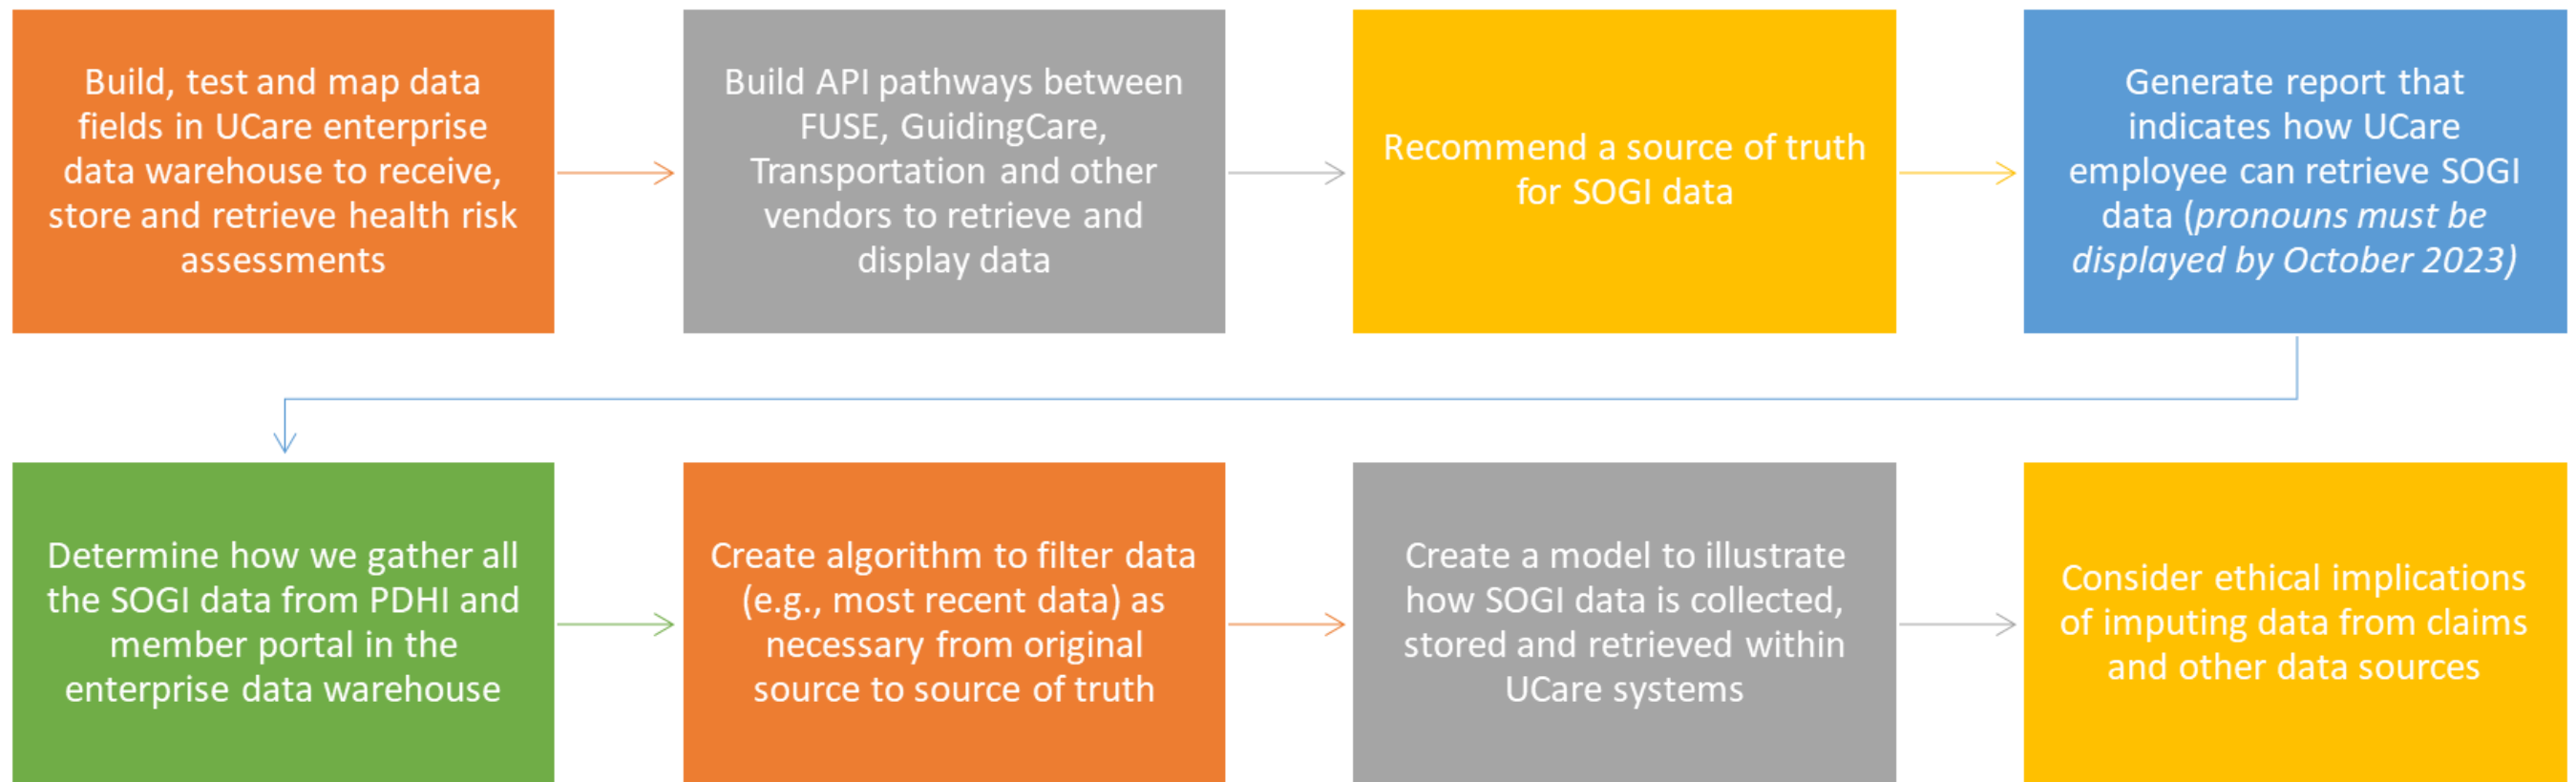 Build, test and map data
fields in UCare enterprise
data warehouse to receive,
store and retrieve health risk
assessments
Build API pathways between
FUSE, GuidingCare,
Transportation and other
vendors to retrieve and
display data
Recommend a source of truth
for SOGI data
Generate report that
indicates how UCare
employee can retrieve SOGI
data (pronouns must be
displayed by October 2023)
Determine how we gather all
the SOGI data from PDHI and
member portal in the
enterprise data warehouse
Create algorithm to filter data
(e.g., most recent data) as
necessary from original
source to source of truth
Create a model to illustrate
how SOGI data is collected,
stored and retrieved within
UCare systems
Consider ethical implications
of imputing data from claims
and other data sources